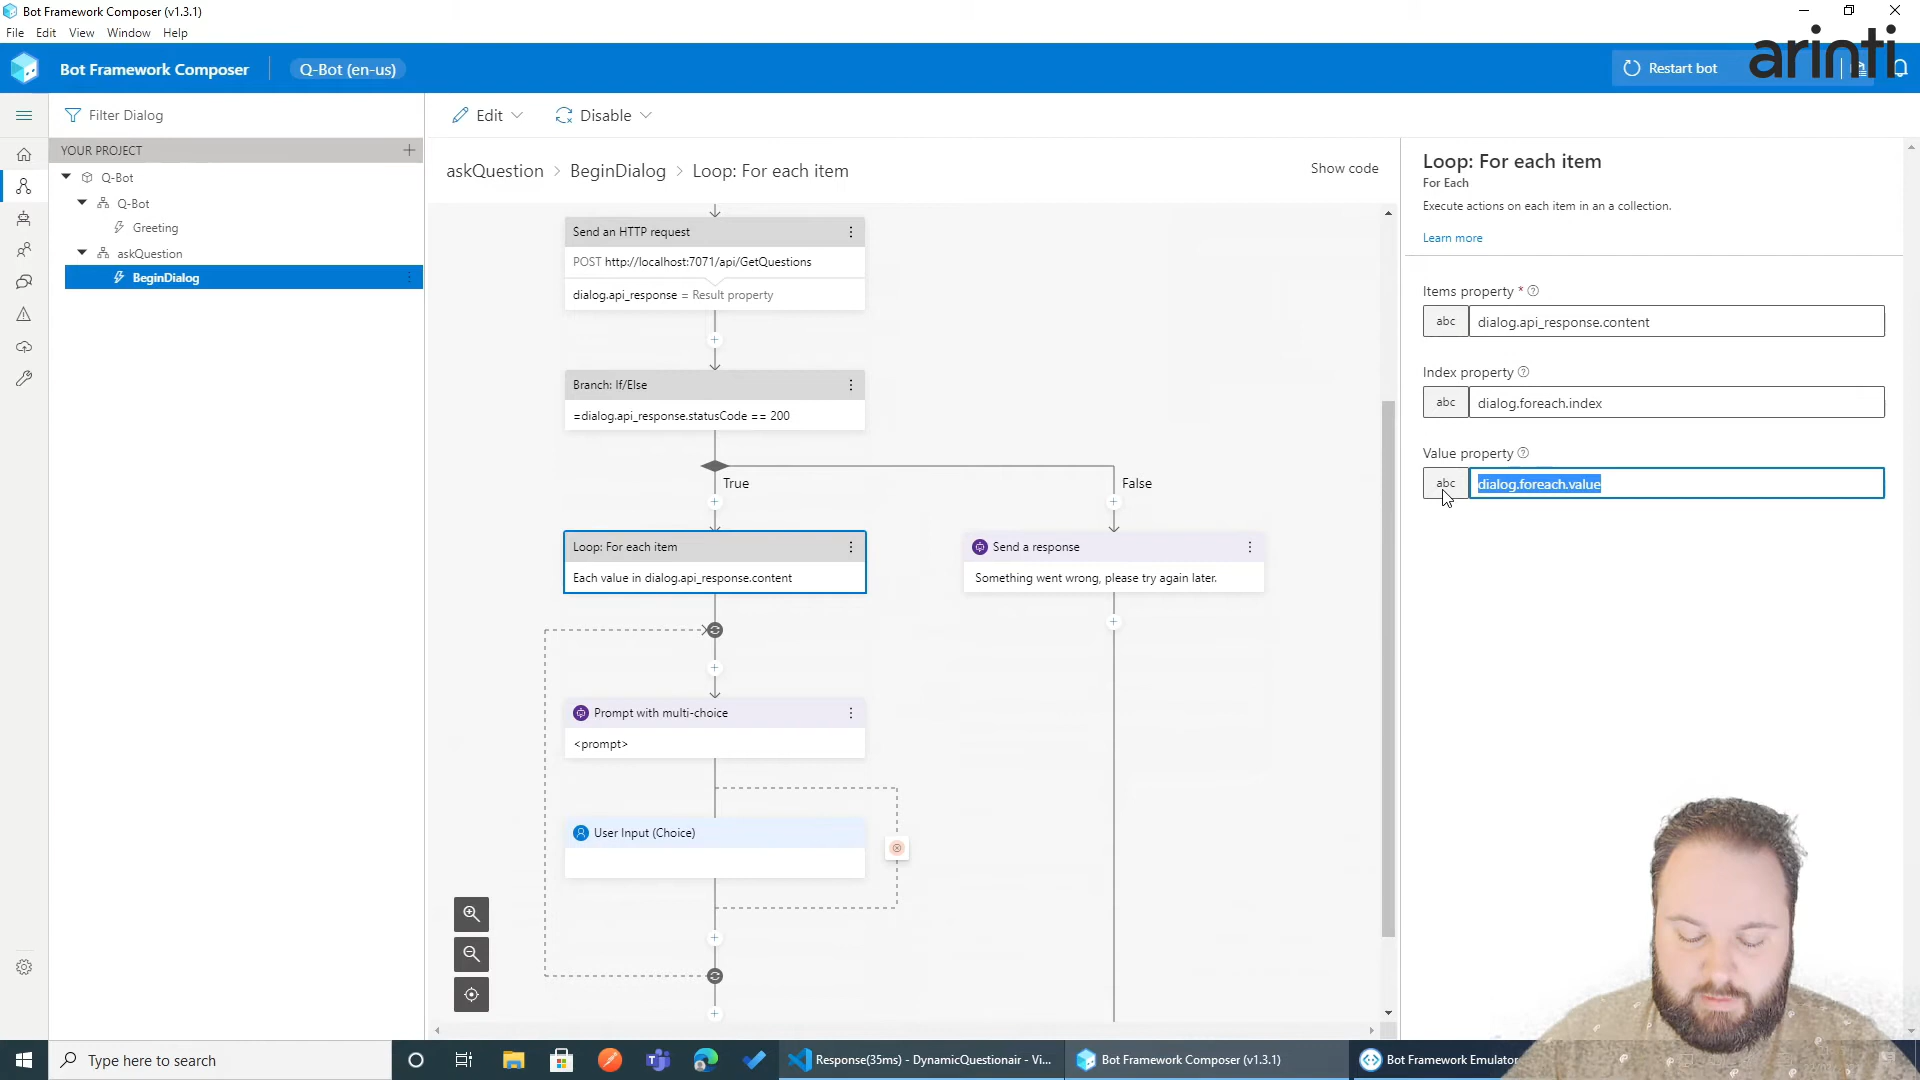 Bot Framework Composer (v1.3.1)
File Edit View Window Help
Bot Framework Composer
Q-Bot (en-us)
Restart bot
arinti
Filter Dialog
Edit
Disable
YOUR PROJECT
Q-Bot
Q-Bot
Greeting
askQuestion
BeginDialog
askQuestion > BeginDialog > Loop: For each item
Show code
Send an HTTP request
POST http://localhost:7071/api/GetQuestions
dialog.api_response = Result property
Branch: If/Else
=dialog.api_response.statusCode == 200
True
False
Loop: For each item
Each value in dialog.api_response.content
Send a response
Something went wrong, please try again later.
Prompt with multi-choice
<prompt>
User Input (Choice)
Loop: For each item
For Each
Execute actions on each item in an a collection.
Learn more
Items property *
abc
dialog.api_response.content
Index property
abc
dialog.foreach.index
Value property
abc
dialog.foreach.value
Type here to search
Response(35ms) - DynamicQuestionair - Vi...
Bot Framework Composer (v1.3.1)
Bot Framework Emulator